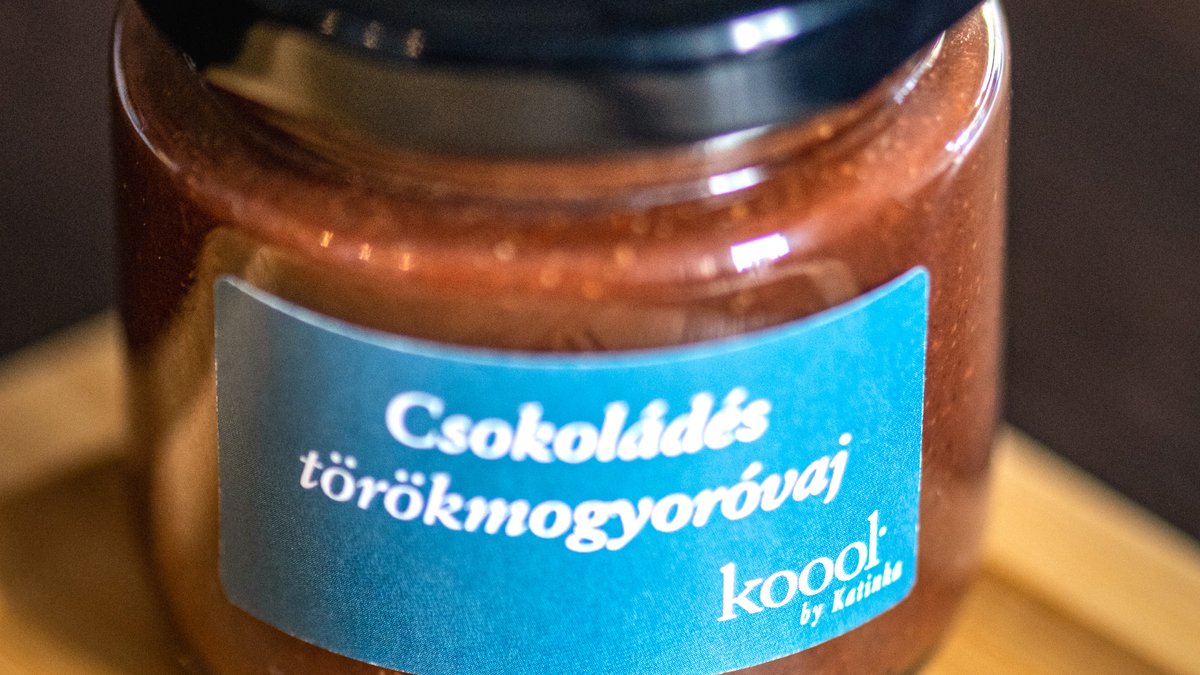 Csokoládés
törökmogyoróvaj
koool
by Katinka